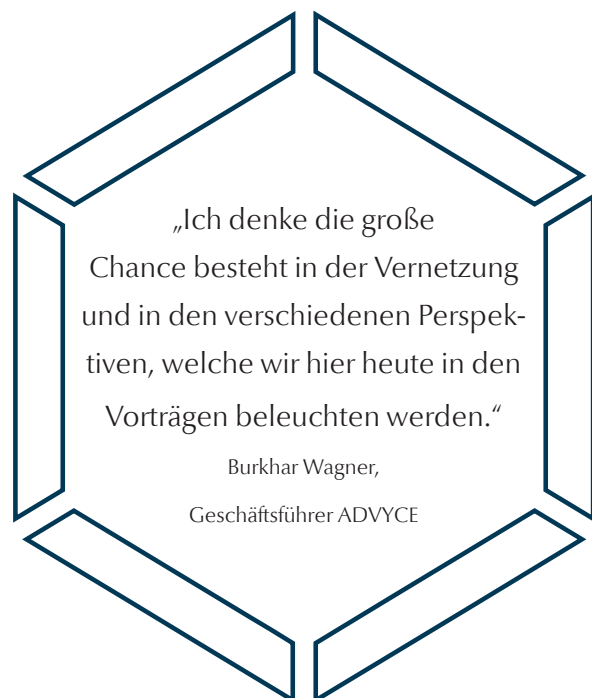 „Ich denke die große
Chance besteht in der Vernetzung
und in den verschiedenen Perspek-
tiven, welche wir hier heute in den
Vorträgen beleuchten werden.“
Burkhar Wagner,
Geschäftsführer ADVYCE